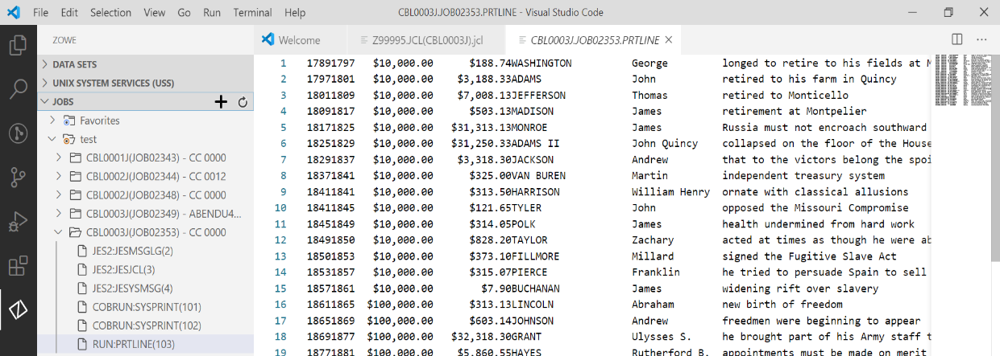 File Edit Selection View Go Run Terminal Help CBL0003J.JOB02353.PRTLINE - Visual Studio Code
ZOWE
Welcome Z99995.JCL(CBL0003J).jcl CBL0003J.JOB02353.PRTLINE
DATA SETS
UNIX SYSTEM SERVICES (USS)
JOBS
Favorites
test
CBL0001J(JOB02343) - CC 0000
CBL0002J(JOB02344) - CC 0012
CBL0002J(JOB02348) - CC 0000
CBL0003J(JOB02349) - ABENDU4...
CBL0003J(JOB02353) - CC 0000
JES2:JESMSGLG(2)
JES2:JESJCL(3)
JES2:JESYSMSG(4)
COBRUN:SYSPRINT(101)
COBRUN:SYSPRINT(102)
RUN:PRTLINE(103)
1 17891797 $10,000.00 $188.74WASHINGTON George longed to retire to his fields at M
2 17971801 $10,000.00 $3,188.33ADAMS John retired to his farm in Quincy
3 18011809 $10,000.00 $7,008.13JEFFERSON Thomas retired to Monticello
4 18091817 $10,000.00 $503.13MADISON James retirement at Montpelier
5 18171825 $10,000.00 $31,313.13MONROE James Russia must not encroach southward
6 18251829 $10,000.00 $31,250.33ADAMS II John Quincy collapsed on the floor of the House
7 18291837 $10,000.00 $3,318.30JACKSON Andrew that to the victors belong the spoi
8 18371841 $10,000.00 $325.00VAN BUREN Martin independent treasury system
9 18411841 $10,000.00 $313.50HARRISON William Henry ornate with classical allusions
10 18411845 $10,000.00 $121.65TYLER John opposed the Missouri Compromise
11 18451849 $10,000.00 $314.05POLK James health undermined from hard work
12 18491850 $10,000.00 $828.20TAYLOR Zachary acted at times as though he were ab
13 18501853 $10,000.00 $373.10FILLMORE Millard signed the Fugitive Slave Act
14 18531857 $10,000.00 $315.07PIERCE Franklin he tried to persuade Spain to sell
15 18571861 $10,000.00 $7.90BUCHANAN James widening rift over slavery
16 18611865 $100,000.00 $313.13LINCOLN Abraham new birth of freedom
17 18651869 $100,000.00 $603.14JOHNSON Andrew freedmen were beginning to appear
18 18691877 $100,000.00 $32,318.30GRANT Ulysses S. he brought part of his Army staff t
19 18771881 $100,000.00 $5,860.55HAYES Rutherford B. appointments must be made on merit